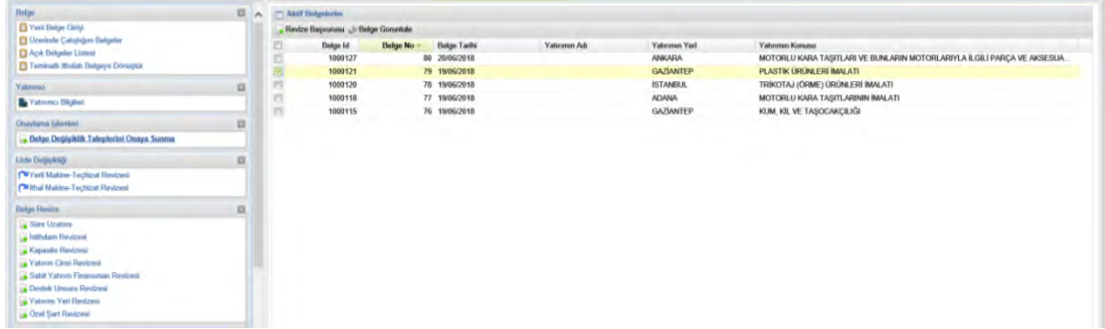 Belge
Yeni Belge Girişi
Üzerinde Çalıştığım Belgeler
Açık Belgeler Listesi
Teminatlı İthalatı Belgeye Dönüştür
Yatırımcı
Yatırımcı Bilgileri
Onaylama İşlemleri
Belge Değişiklik Taleplerini Onaya Sunma
Liste Değişikliği
Yerli Makine-Teçhizat Revizesi
İthal Makine-Teçhizat Revizesi
Belge Revize
Süre Uzatımı
İstihdam Revizesi
Kapasite Revizesi
Yatırım Cinsi Revizesi
Sabit Yatırım Finansman Revizesi
Destek Unsuru Revizesi
Yatırım Yeri Revizesi
Özel Şart Revizesi
Aktif Belgelerim
Revize Başvurusu Belge Goruntule
Belge Id Belge No Belge Tarihi Yatırımın Adı Yatırımın Yeri Yatırımın Konusu
1000127 80 20/06/2018 ANKARA MOTORLU KARA TAŞITLARI VE BUNLARIN MOTORLARIYLA İLGİLİ PARÇA VE AKSESUA...
1000121 79 19/06/2018 GAZİANTEP PLASTİK ÜRÜNLERİ İMALATI
1000120 78 19/06/2018 İSTANBUL TRİKOTAJ (ÖRME) ÜRÜNLERİ İMALATI
1000118 77 19/06/2018 ADANA MOTORLU KARA TAŞITLARININ İMALATI
1000115 76 19/06/2018 GAZİANTEP KUM, KİL VE TAŞOCAKÇILIĞI